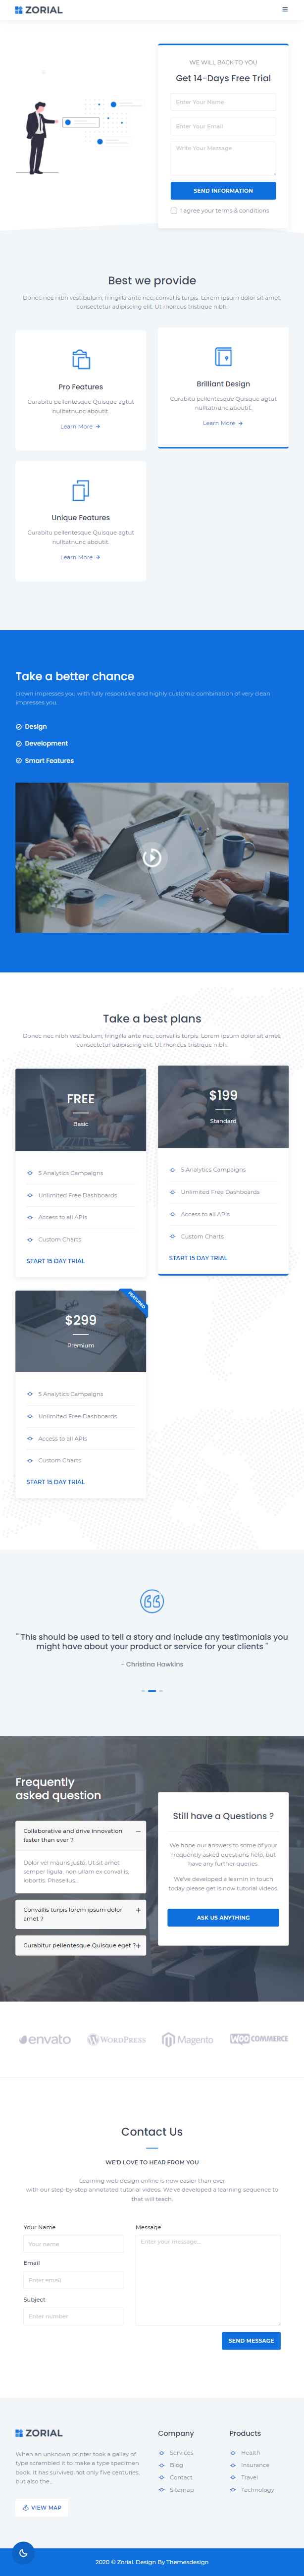 ZORIAL
WE WILL BACK TO YOU
Get 14-Days Free Trial
Enter Your Name
Enter Your Email
Write Your Message
SEND INFORMATION
I agree your terms & conditions
Best we provide
Donec nec nibh vestibulum, fringilla ante nec, convallis turpis. Lorem ipsum dolor sit amet,
consectetur adipiscing elit. Ut rhoncus tristique nibh.
Pro Features
Curabitu pellentesque Quisque agtut
nulltatnunc aboutit.
Learn More
Brilliant Design
Curabitu pellentesque Quisque agtut
nulltatnunc aboutit.
Learn More
Unique Features
Curabitu pellentesque Quisque agtut
nulltatnunc aboutit.
Learn More
Take a better chance
crown impresses you with fully responsive and highly customiz combination of very clean
impresses you.
Design
Development
Smart Features
Take a best plans
Donec nec nibh vestibulum, fringilla ante nec, convallis turpis. Lorem ipsum dolor sit amet,
consectetur adipiscing elit. Ut rhoncus tristique nibh.
FREE
Basic
5 Analytics Campaigns
Unlimited Free Dashboards
Access to all APIs
Custom Charts
START 15 DAY TRIAL
$199
Standard
5 Analytics Campaigns
Unlimited Free Dashboards
Access to all APIs
Custom Charts
START 15 DAY TRIAL
FEATURED
$299
Premium
5 Analytics Campaigns
Unlimited Free Dashboards
Access to all APIs
Custom Charts
START 15 DAY TRIAL
" This should be used to tell a story and include any testimonials you
might have about your product or service for your clients "
- Christina Hawkins
Frequently
asked question
Collaborative and drive innovation
faster than ever ?
Dolor vel mauris justo. Ut sit amet
semper ligula, non ullam ex convallis,
lobortis. Phasellus...
Convallis turpis lorem ipsum dolor
amet ?
Curabitur pellentesque Quisque eget ?
Still have a Questions ?
We hope our answers to some of your
frequently asked questions help, but
have any further queries.
We've developed a learnin in touch
today please get is now tutorial videos.
ASK US ANYTHING
envato
WORDPRESS
Magento
WOO COMMERCE
Contact Us
WE'D LOVE TO HEAR FROM YOU
Learning web design online is now easier than ever
with our step-by-step annotated tutorial videos. We've developed a learning sequence to
that will teach.
Your Name
Your name
Email
Enter email
Subject
Enter number
Message
Enter your message...
SEND MESSAGE
ZORIAL
When an unknown printer took a galley of
type scrambled it to make a type specimen
book. It has survived not only five centuries,
but also the...
VIEW MAP
Company
Services
Blog
Contact
Sitemap
Products
Health
Insurance
Travel
Technology
2020 © Zorial. Design By Themesdesign